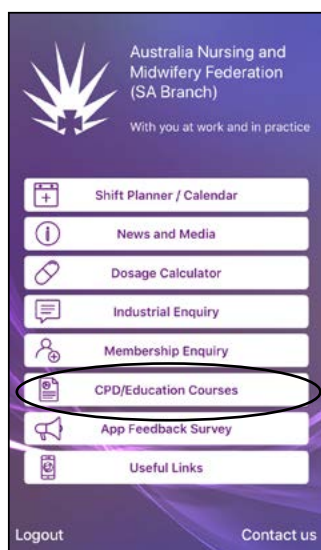 Australia Nursing and
Midwifery Federation
(SA Branch)
With you at work and in practice
Shift Planner / Calendar
News and Media
Dosage Calculator
Industrial Enquiry
Membership Enquiry
CPD/Education Courses
App Feedback Survey
Useful Links
Logout
Contact us